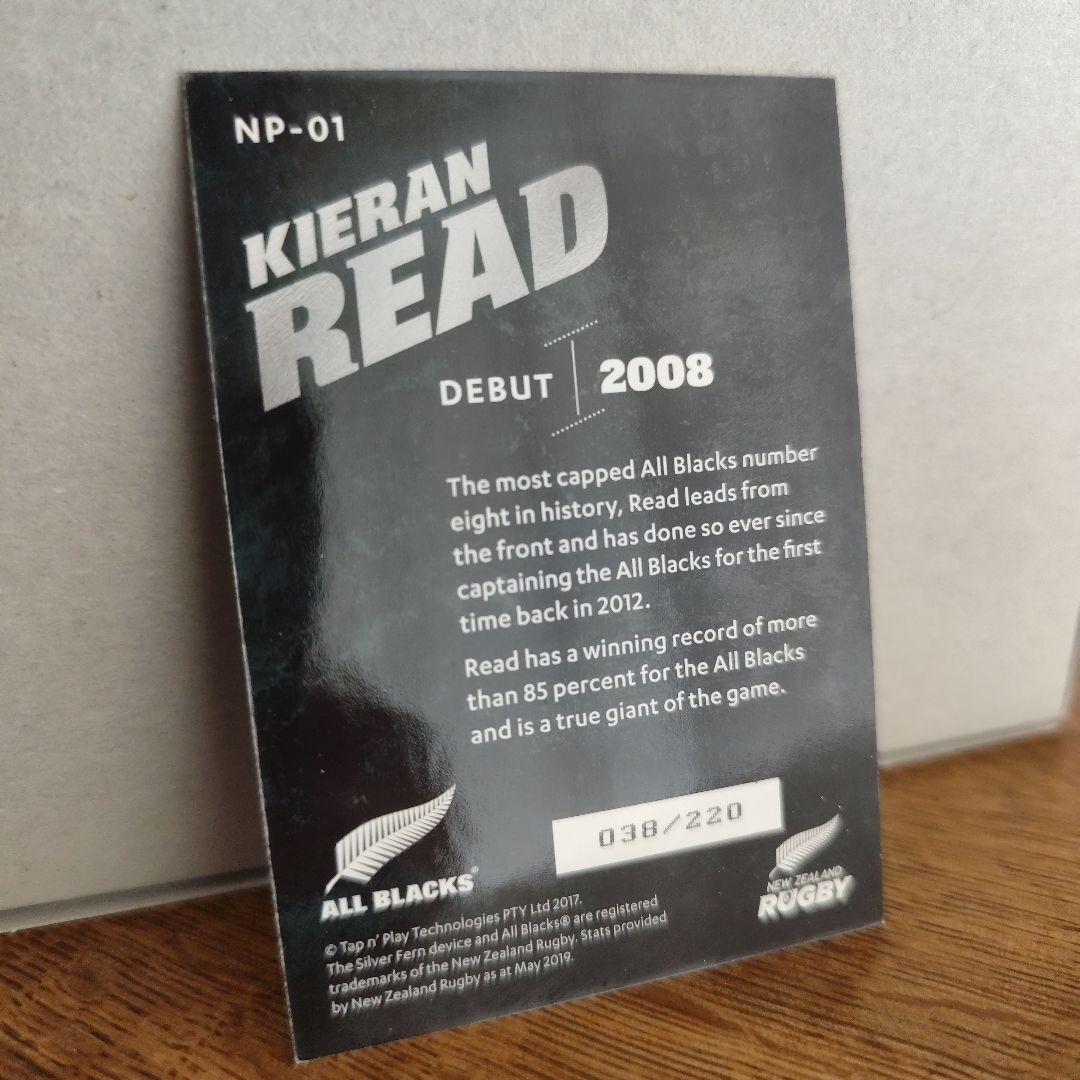 NP-01
KIERAN
READ
DEBUT 2008
The most capped All Blacks number
eight in history, Read leads from
the front and has done so ever since
captaining the All Blacks for the first
time back in 2012.
Read has a winning record of more
than 85 percent for the All Blacks
and is a true giant of the game.
038/220
ALL BLACKS®
NEW ZEALAND
RUGBY
© Tap n' Play Technologies PTY Ltd 2017.
The Silver Fern device and All Blacks® are registered
trademarks of the New Zealand Rugby. Stats provided
by New Zealand Rugby as at May 2019.